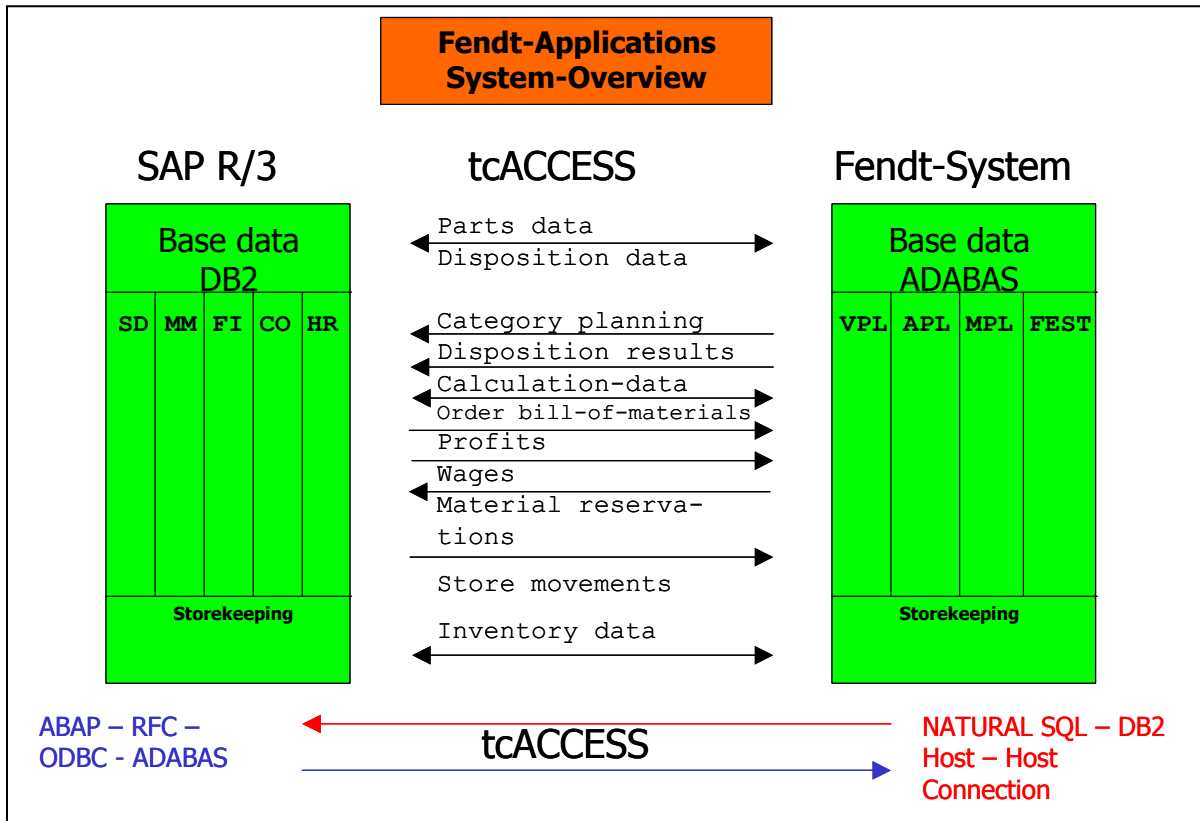 Fendt-Applications
System-Overview
SAP R/3
tcACCESS
Fendt-System
Base data
DB2
SD MM FI CO HR
Storekeeping
Parts data
Disposition data
Category planning
Disposition results
Calculation-data
Order bill-of-materials
Profits
Wages
Material reserva-
tions
Store movements
Inventory data
Base data
ADABAS
VPL APL MPL FEST
Storekeeping
ABAP – RFC –
ODBC - ADABAS
tcACCESS
NATURAL SQL – DB2
Host – Host
Connection